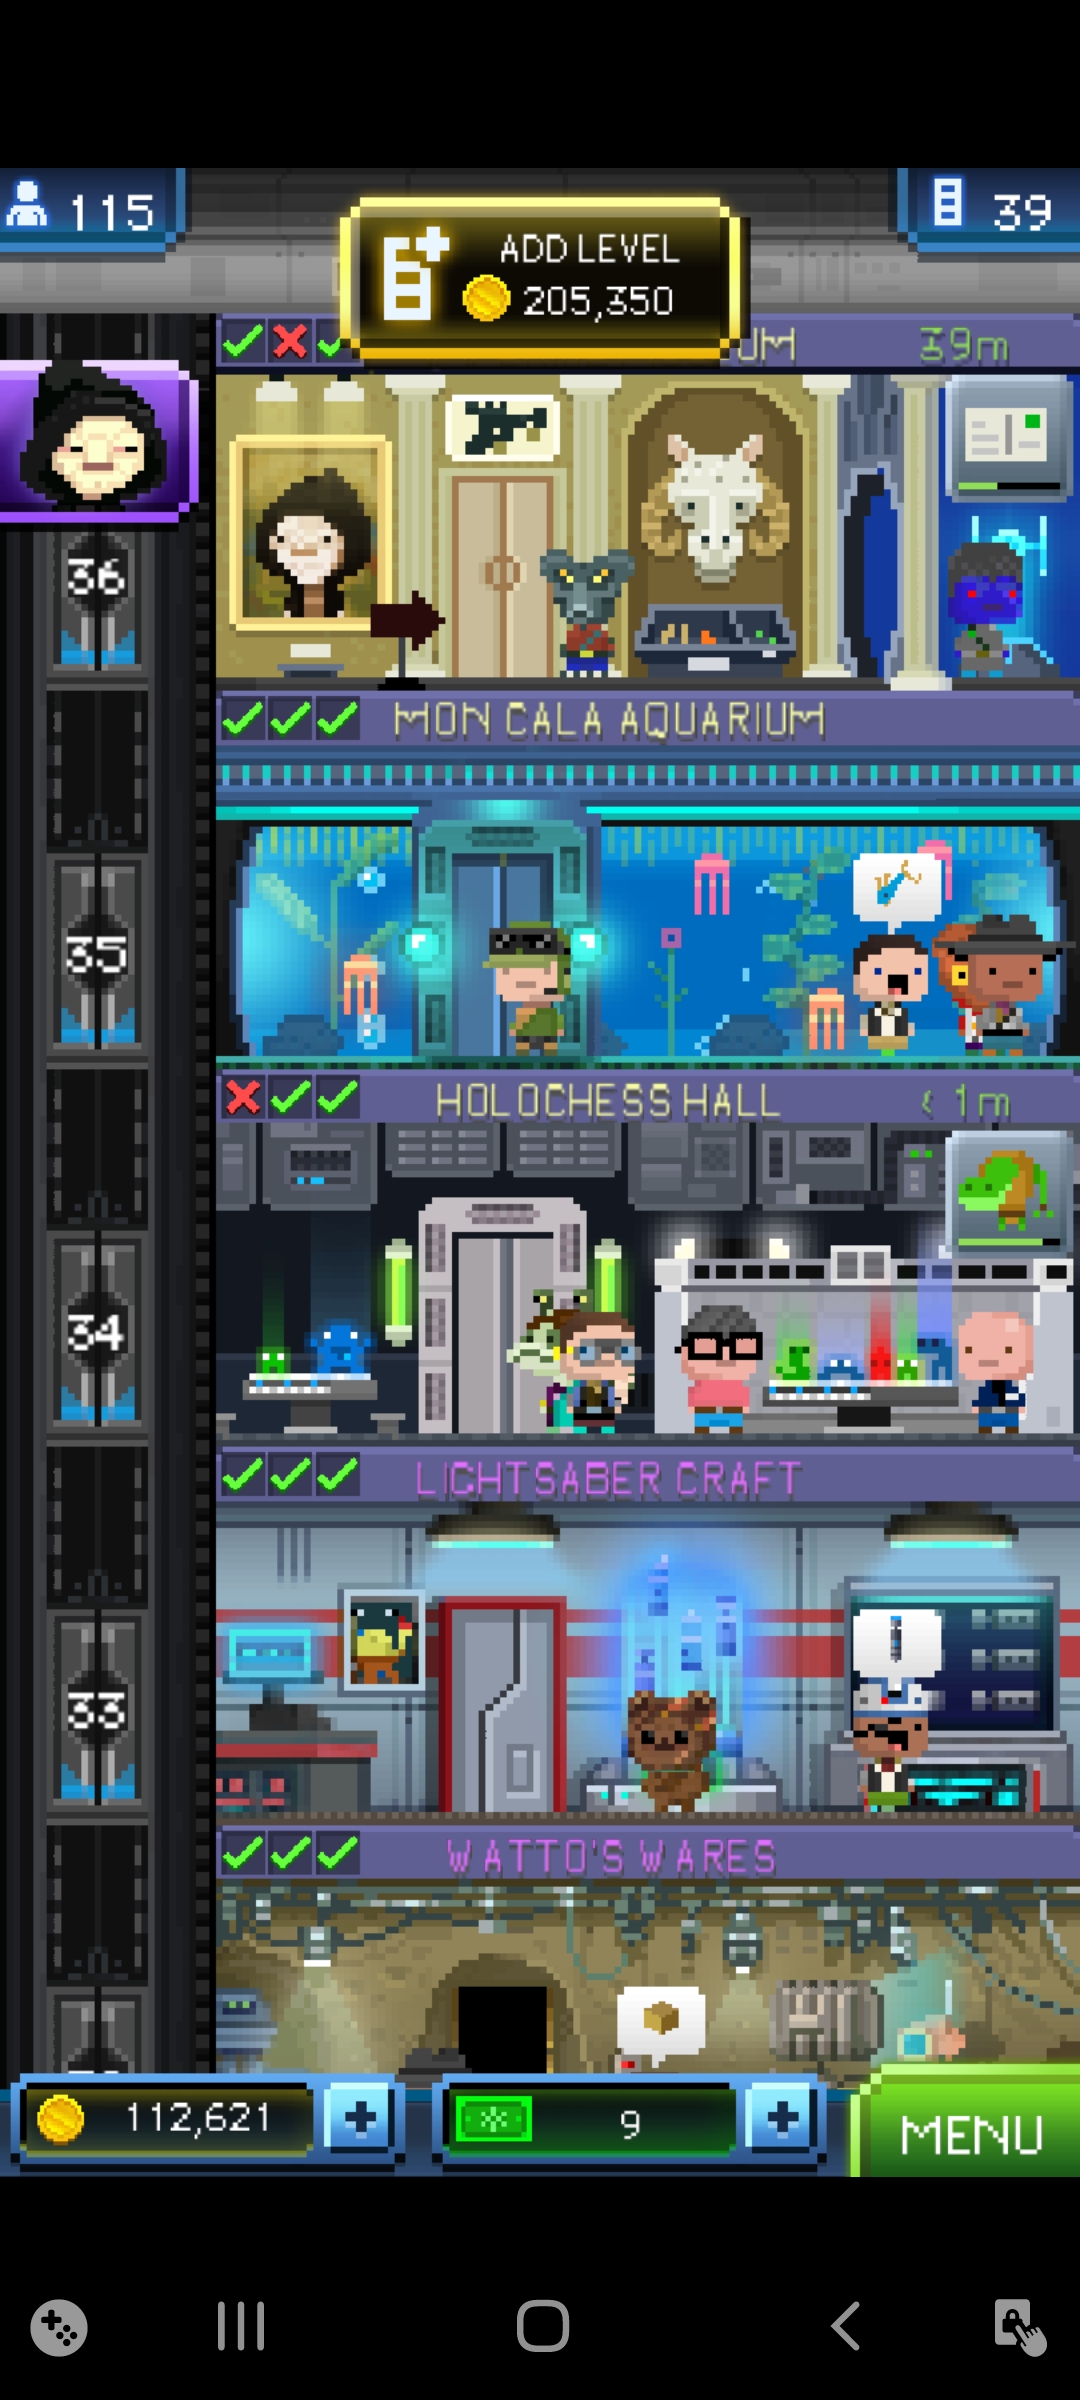 115
ADD LEVEL
205,350
39
UM 39m
36
MON CALA AQUARIUM
35
HOLOCHESS HALL < 1m
34
LIGHTSABER CRAFT
33
WATTO'S WARES
112,621
9
MENU